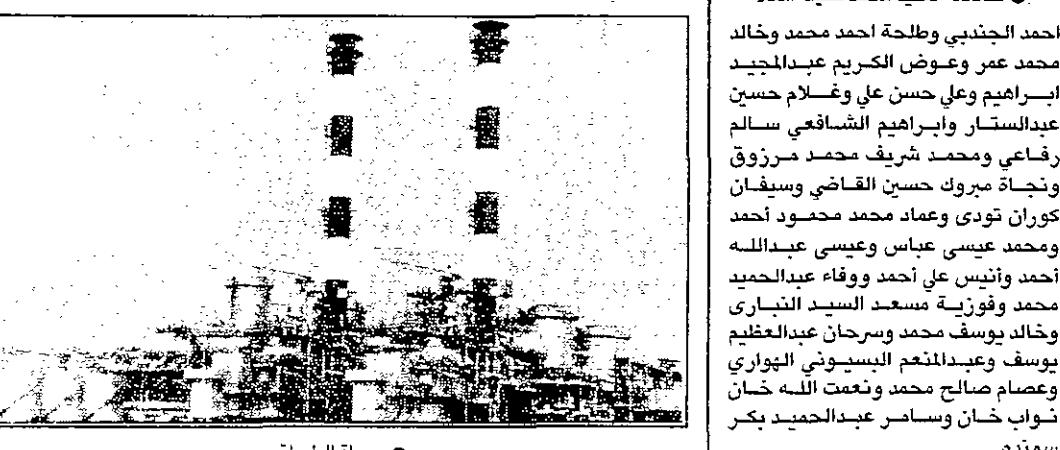 احمد الجندبي وطلحة احمد محمد وخالد
محمد عمر وعوض الكريم عبدالمجيد
ابراهيم وعلي حسن علي وغلام حسين
عبدالستار وابراهيم الشافعي سالم
رفاعي ومحمد شريف محمد مرزوق
ونجاة مبروك حسين القاضي وسيفان
كوران تودى وعماد محمد محمود أحمد
ومحمد عيسى عباس وعيسى عبدالله
أحمد وأنيس علي أحمد ووفاء عبدالحميد
محمد وفوزية مسعد السيد النبارى
وخالد يوسف محمد وسرحان عبدالعظيم
يوسف وعبدالمنعم البسيوني الهواري
وعصام صالح محمد ونعمت الله خان
نواب خان وسامر عبدالحميد بكر